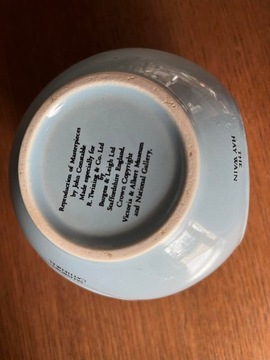 Reproduction of Masterpieces
by John Constable
Made especially for
R. Twining & Co. Ltd
by
Burgess & Leigh Ltd
Staffordshire England,
Crown Copyright
Victoria & Albert Museum
and National Gallery,
THE
HAY WAIN